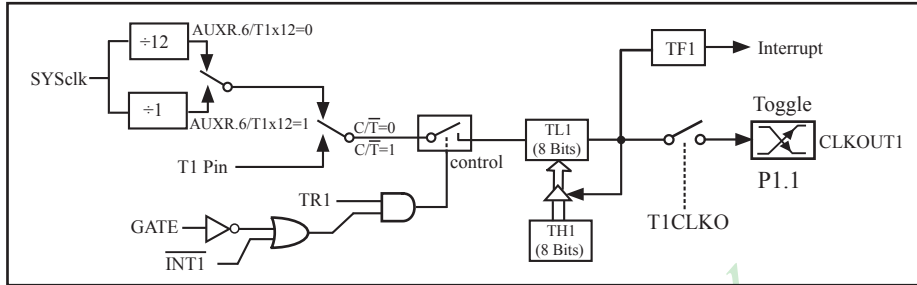 ÷12
AUXR.6/T1x12=0
SYSclk
÷1
AUXR.6/T1x12=1
T1 Pin
C/T̅=0
C/T̅=1
control
TL1
(8 Bits)
TH1
(8 Bits)
TR1
GATE
I̅N̅T̅1̅
TF1
Interrupt
Toggle
CLKOUT1
P1.1
T1CLKO